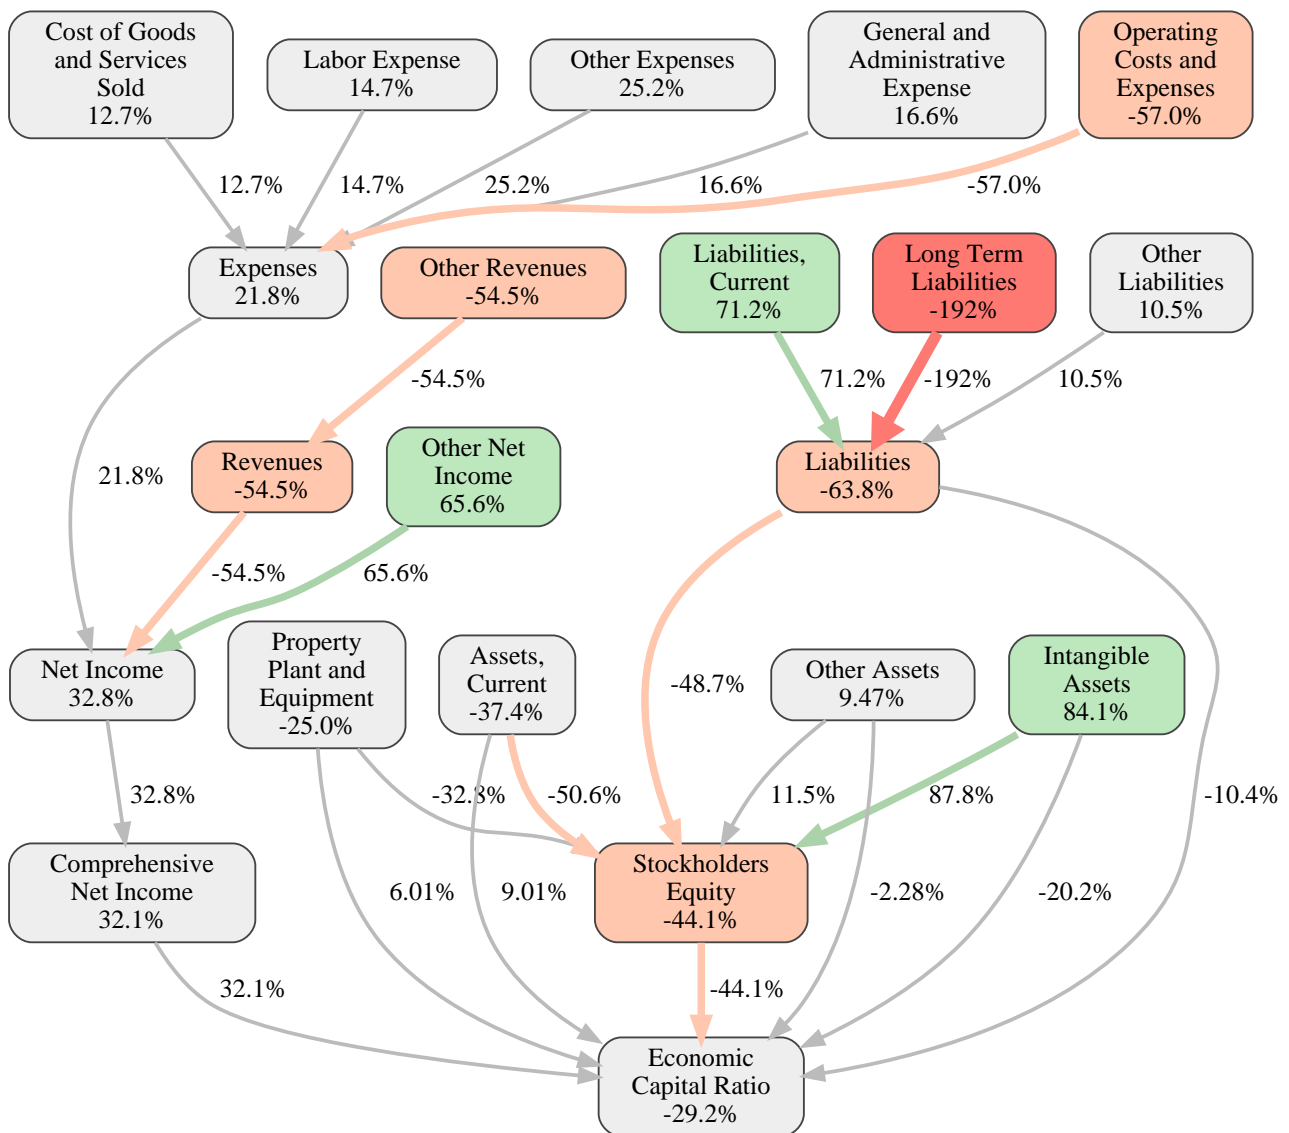 Cost of Goods
and Services
Sold
12.7%
Labor Expense
14.7%
Other Expenses
25.2%
General and
Administrative
Expense
16.6%
Operating
Costs and
Expenses
-57.0%
12.7%
14.7%
25.2%
16.6%
-57.0%
Expenses
21.8%
Other Revenues
-54.5%
Liabilities,
Current
71.2%
Long Term
Liabilities
-192%
Other
Liabilities
10.5%
-54.5%
71.2%
-192%
10.5%
21.8%
Revenues
-54.5%
Other Net
Income
65.6%
Liabilities
-63.8%
-54.5%
65.6%
Net Income
32.8%
Property
Plant and
Equipment
-25.0%
Assets,
Current
-37.4%
-48.7%
Other Assets
9.47%
Intangible
Assets
84.1%
32.8%
-32.8%
-50.6%
11.5%
87.8%
-10.4%
Comprehensive
Net Income
32.1%
6.01%
9.01%
Stockholders
Equity
-44.1%
-2.28%
-20.2%
32.1%
-44.1%
Economic
Capital Ratio
-29.2%